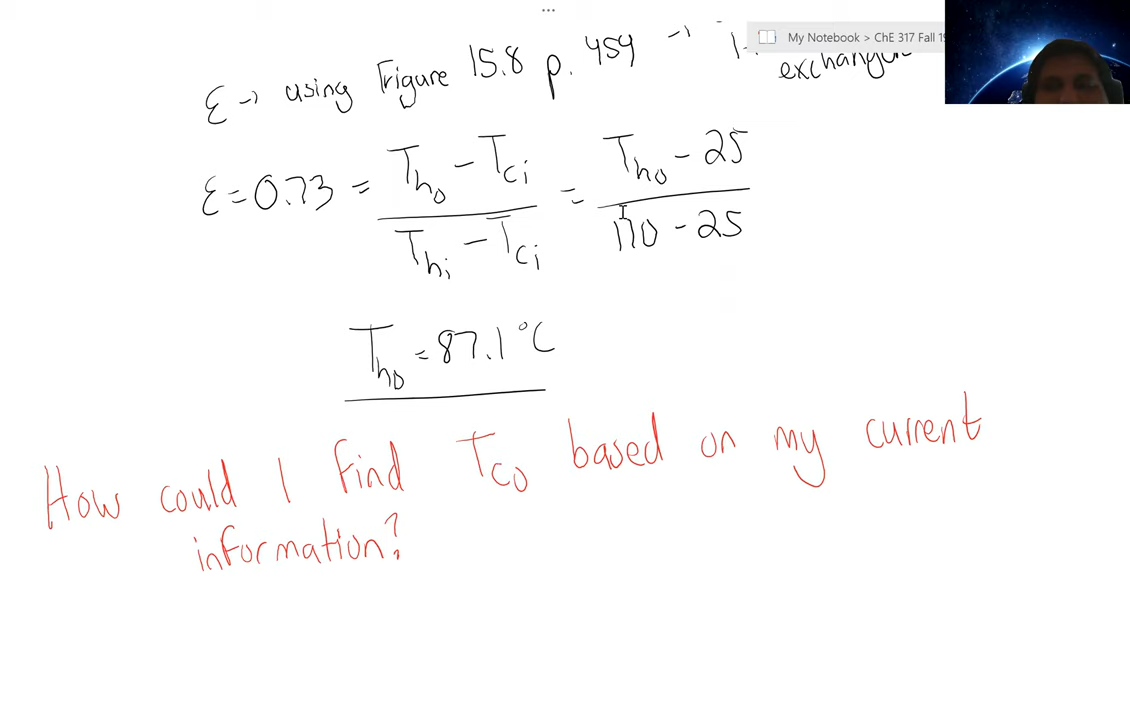 My Notebook > ChE 317 Fall 19
ε → using Figure 15.8 p. 454 →
exchanger
ε = 0.73 = (Tho - Tci) / (Thi - Tci) = (Tho - 25) / (110 - 25)
Tho = 87.1 °C
How could I find Tco based on my current
information?